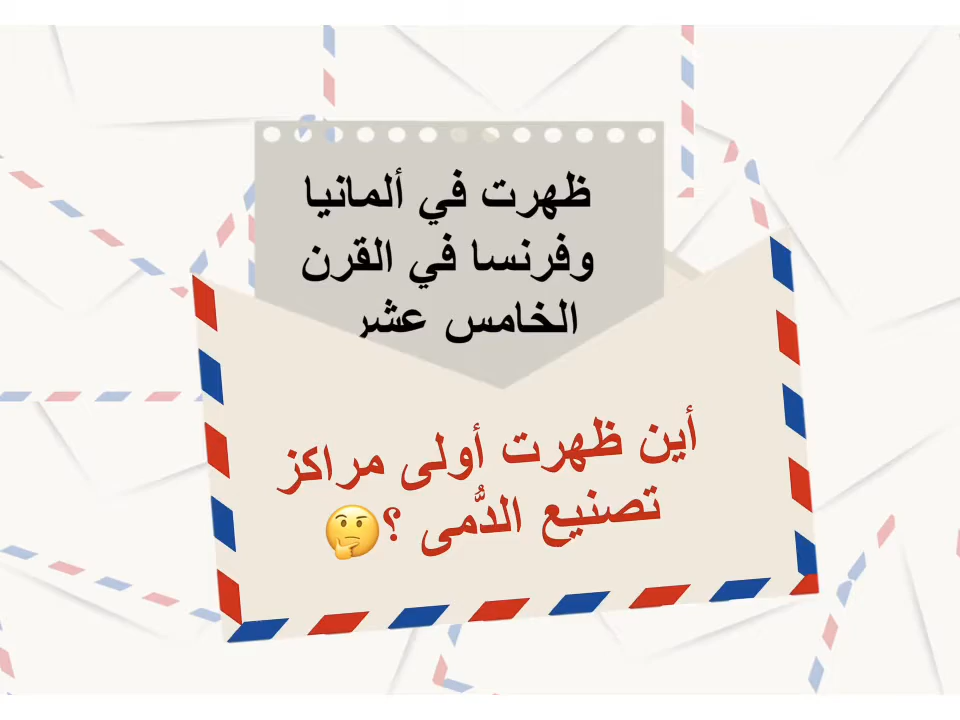 ظهرت في ألمانيا
وفرنسا في القرن
الخامس عشر
أين ظهرت أولى مراكز
تصنيع الدُّمى ؟🤔